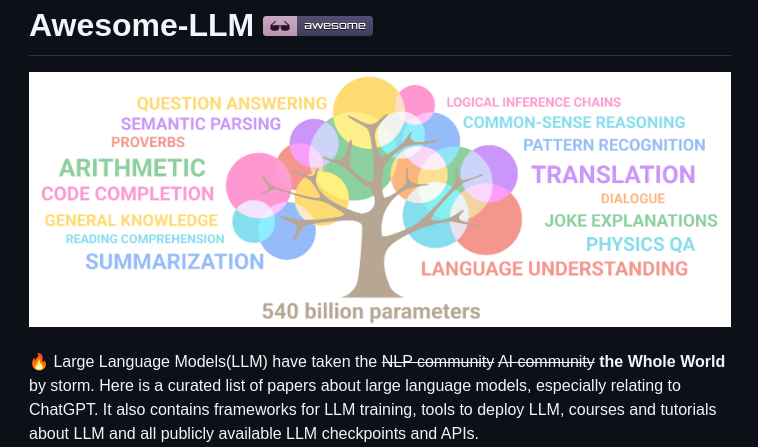 Awesome-LLM
awesome
QUESTION ANSWERING
SEMANTIC PARSING
PROVERBS
ARITHMETIC
CODE COMPLETION
GENERAL KNOWLEDGE
READING COMPREHENSION
SUMMARIZATION
LOGICAL INFERENCE CHAINS
COMMON-SENSE REASONING
PATTERN RECOGNITION
TRANSLATION
DIALOGUE
JOKE EXPLANATIONS
PHYSICS QA
LANGUAGE UNDERSTANDING
540 billion parameters
🔥 Large Language Models(LLM) have taken the NLP community AI community the Whole World
by storm. Here is a curated list of papers about large language models, especially relating to
ChatGPT. It also contains frameworks for LLM training, tools to deploy LLM, courses and tutorials
about LLM and all publicly available LLM checkpoints and APIs.